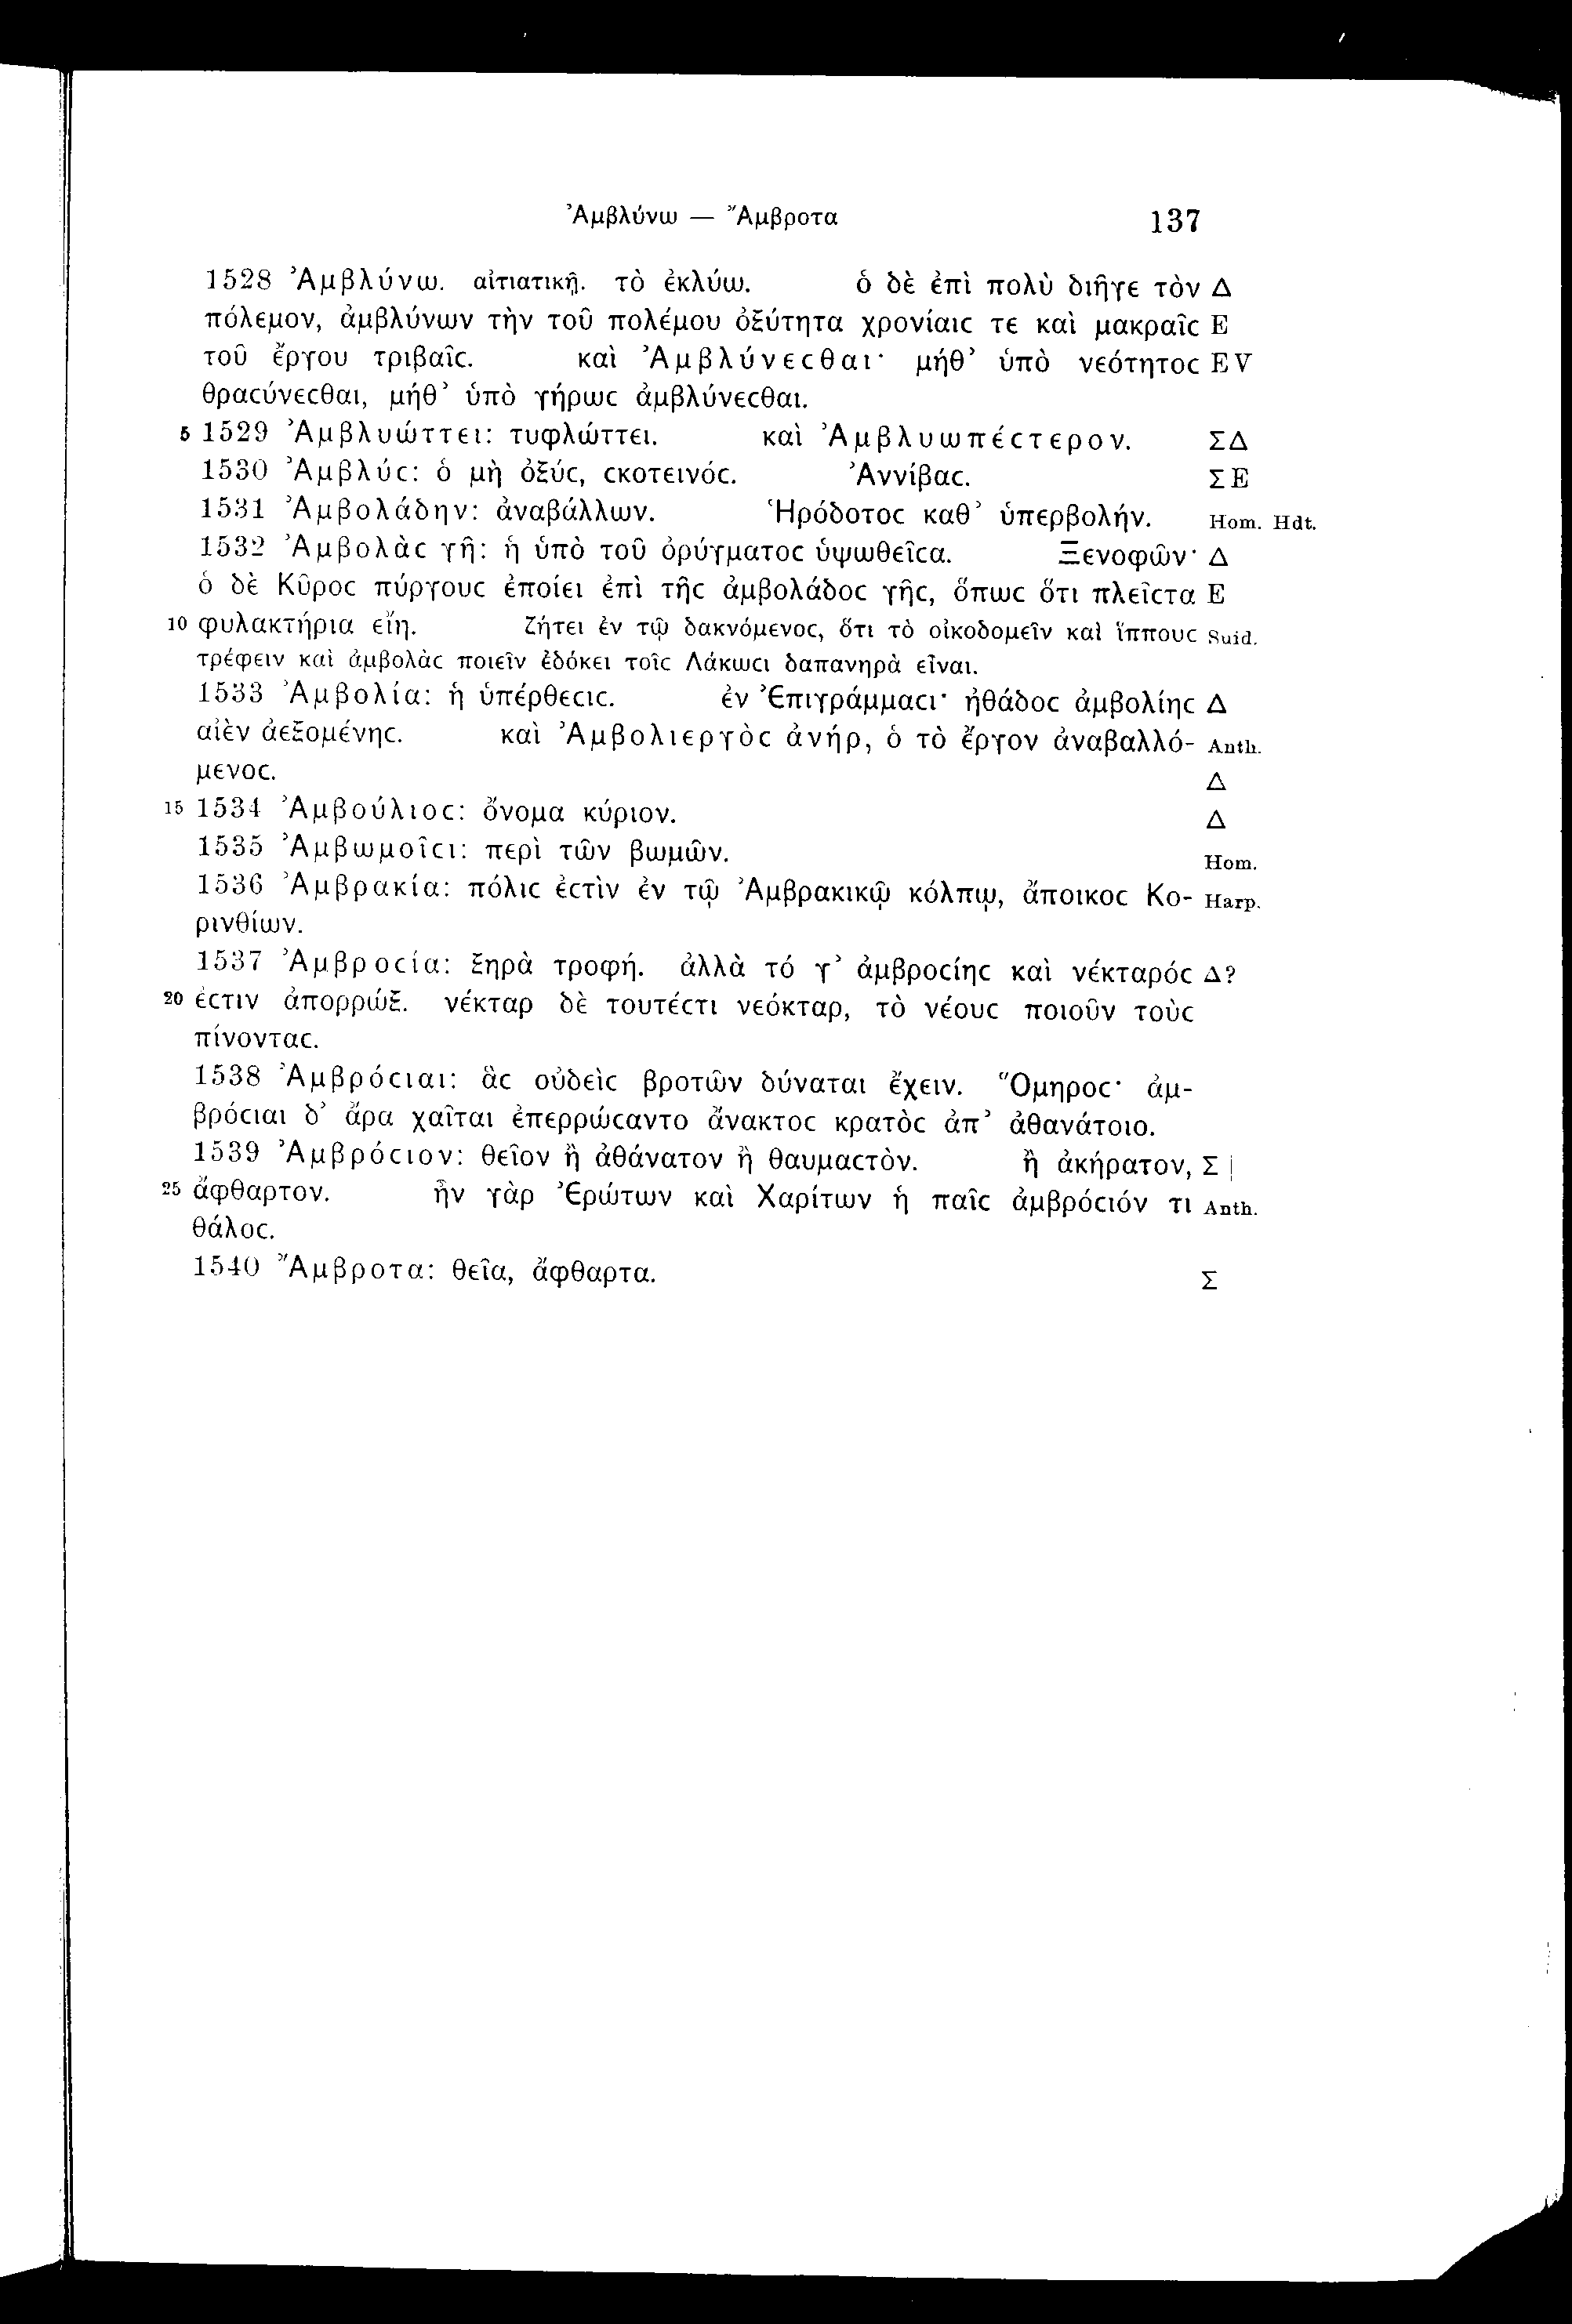 Ἀμβλύνω — Ἄμβροτα 137
1528 Ἀμβλύνω. αἰτιατικῇ. τὸ ἐκλύω. ὁ δὲ ἐπὶ πολὺ διῆγε τὸν Δ
πόλεμον, ἀμβλύνων τὴν τοῦ πολέμου ὀξύτητα χρονίαιϲ τε καὶ μακραῖϲ E
τοῦ ἔργου τριβαῖϲ. καὶ Ἀμβλύνεϲθαι· μήθ’ ὑπὸ νεότητοϲ EV
θραϲύνεϲθαι, μήθ’ ὑπὸ γήρωϲ ἀμβλύνεϲθαι.
5 1529 Ἀμβλυώττει: τυφλώττει. καὶ Ἀμβλυωπέϲτερον. ΣΔ
1530 Ἀμβλύϲ: ὁ μὴ ὀξύϲ, ϲκοτεινόϲ. Ἀννίβαϲ. ΣE
1531 Ἀμβολάδην: ἀναβάλλων. Ἡρόδοτοϲ καθ’ ὑπερβολήν. Hom. Hdt.
1532 Ἀμβολὰϲ γῆ: ἡ ὑπὸ τοῦ ὀρύγματοϲ ὑψωθεῖϲα. Ξενοφῶν· Δ
ὁ δὲ Κῦροϲ πύργουϲ ἐποίει ἐπὶ τῆϲ ἀμβολάδοϲ γῆϲ, ὅπωϲ ὅτι πλεῖϲτα E
10 φυλακτήρια εἴη. ζήτει ἐν τῷ δακνόμενοϲ, ὅτι τὸ οἰκοδομεῖν καὶ ἵππουϲ Suid.
τρέφειν καὶ ἀμβολὰϲ ποιεῖν ἐδόκει τοῖϲ Λάκωϲι δαπανηρὰ εἶναι.
1533 Ἀμβολία: ἡ ὑπέρθεϲιϲ. ἐν Ἐπιγράμμαϲι· ἠθάδοϲ ἀμβολίηϲ Δ
αἰὲν ἀεξομένηϲ. καὶ Ἀμβολιεργὸϲ ἀνήρ, ὁ τὸ ἔργον ἀναβαλλό- Anth.
μενοϲ. Δ
15 1534 Ἀμβούλιοϲ: ὄνομα κύριον. Δ
1535 Ἀμβωμοῖϲι: περὶ τῶν βωμῶν. Hom.
1536 Ἀμβρακία: πόλιϲ ἐϲτὶν ἐν τῷ Ἀμβρακικῷ κόλπῳ, ἄποικοϲ Κο- Harp.
ρινθίων.
1537 Ἀμβροϲία: ξηρὰ τροφή. ἀλλὰ τό γ’ ἀμβροϲίηϲ καὶ νέκταρόϲ Δ?
20 ἐϲτιν ἀπορρώξ. νέκταρ δὲ τουτέϲτι νεόκταρ, τὸ νέουϲ ποιοῦν τοὺϲ
πίνονταϲ.
1538 Ἀμβρόϲιαι: ἃϲ οὐδεὶϲ βροτῶν δύναται ἔχειν. Ὅμηροϲ· ἀμ-
βρόϲιαι δ’ ἄρα χαῖται ἐπερρώϲαντο ἄνακτοϲ κρατὸϲ ἀπ’ ἀθανάτοιο.
1539 Ἀμβρόϲιον: θεῖον ἢ ἀθάνατον ἢ θαυμαϲτὸν. ἢ ἀκήρατον, Σ |
25 ἄφθαρτον. ἦν γὰρ Ἐρώτων καὶ Χαρίτων ἡ παῖϲ ἀμβρόϲιόν τι Anth.
θάλοϲ.
1540 Ἄμβροτα: θεῖα, ἄφθαρτα. Σ